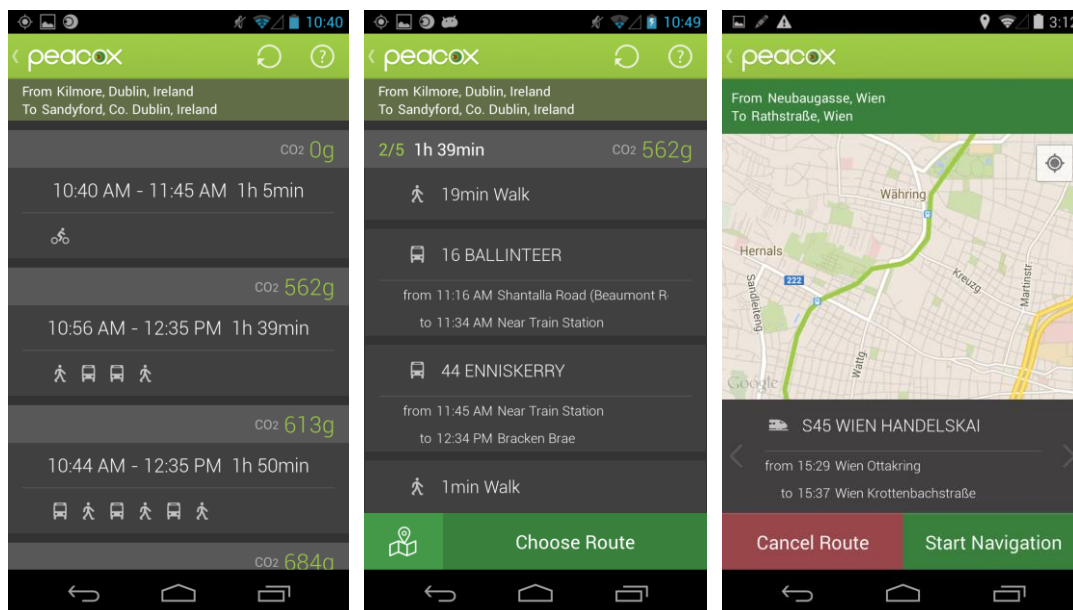 10:40
peacox
?
From Kilmore, Dublin, Ireland
To Sandyford, Co. Dublin, Ireland
CO2 0g
10:40 AM - 11:45 AM 1h 5min
CO2 562g
10:56 AM - 12:35 PM 1h 39min
CO2 613g
10:44 AM - 12:35 PM 1h 50min
CO2 684g
10:49
peacox
?
From Kilmore, Dublin, Ireland
To Sandyford, Co. Dublin, Ireland
2/5 1h 39min CO2 562g
19min Walk
16 BALLINTEER
from 11:16 AM Shantalla Road (Beaumont R
to 11:34 AM Near Train Station
44 ENNISKERRY
from 11:45 AM Near Train Station
to 12:34 PM Bracken Brae
1min Walk
Choose Route
3:12
peacox
From Neubaugasse, Wien
To Rathstraße, Wien
Währing
Hernals
222
Sandleiteng
Kreuzg.
Martinstr.
Wattg.
Google
S45 WIEN HANDELSKAI
from 15:29 Wien Ottakring
to 15:37 Wien Krottenbachstraße
Cancel Route
Start Navigation